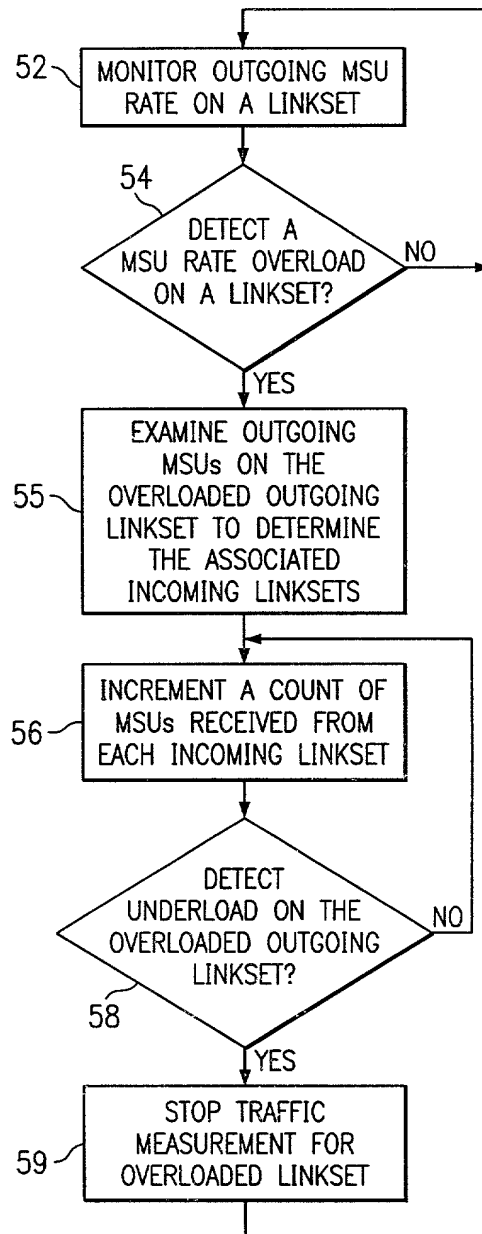 52
MONITOR OUTGOING MSU
RATE ON A LINKSET
54
DETECT A
MSU RATE OVERLOAD
ON A LINKSET?
NO
YES
55
EXAMINE OUTGOING
MSUs ON THE
OVERLOADED OUTGOING
LINKSET TO DETERMINE
THE ASSOCIATED
INCOMING LINKSETS
56
INCREMENT A COUNT OF
MSUs RECEIVED FROM
EACH INCOMING LINKSET
DETECT
UNDERLOAD ON THE
OVERLOADED OUTGOING
LINKSET?
NO
58
YES
59
STOP TRAFFIC
MEASUREMENT FOR
OVERLOADED LINKSET